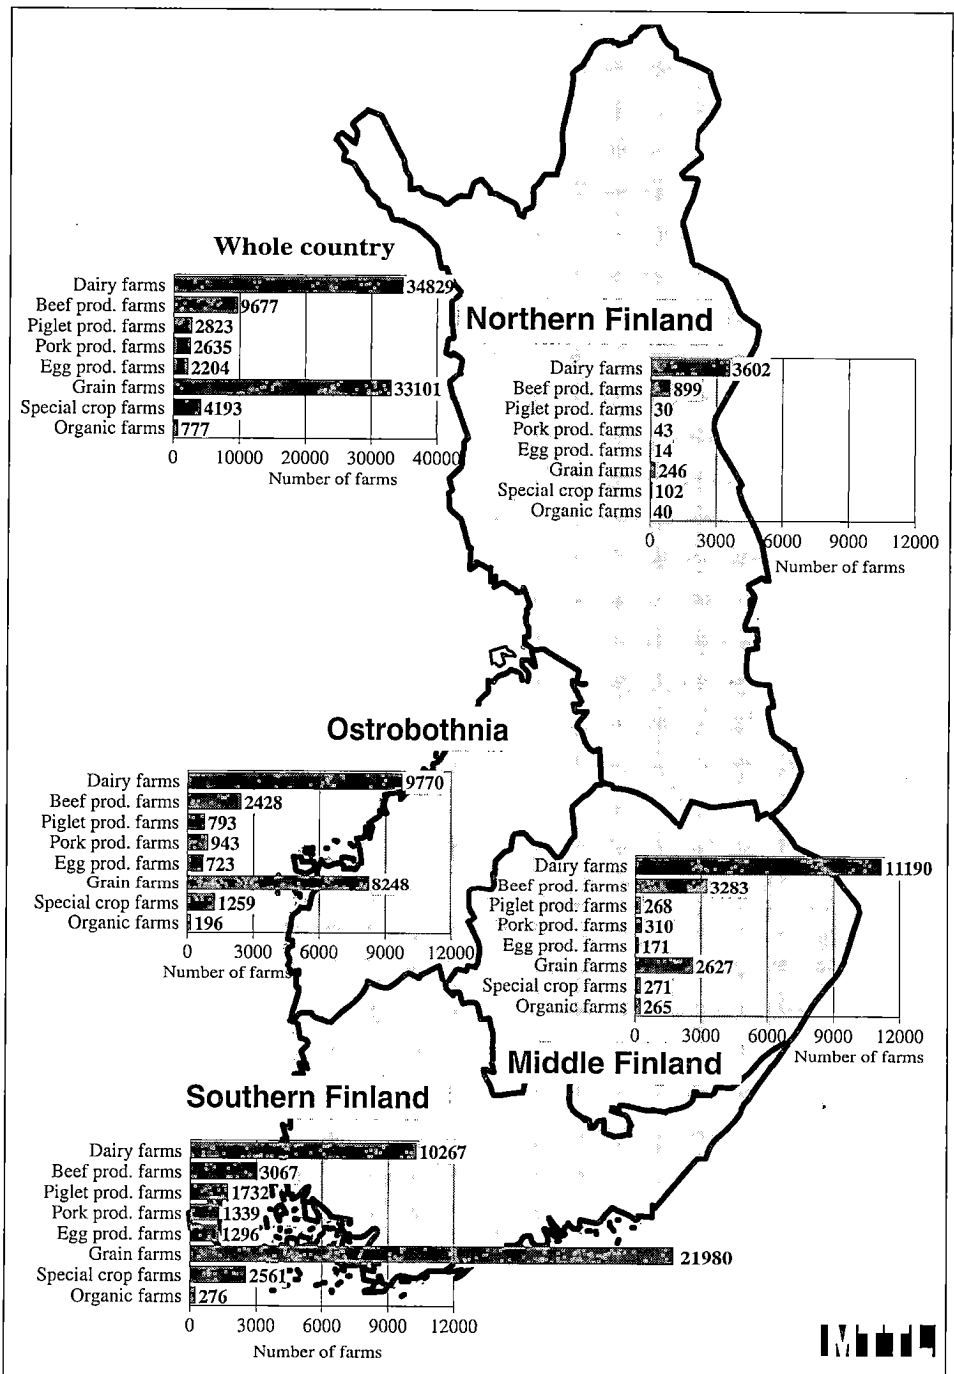 Whole country
Dairy farms 34829
Beef prod. farms 9677
Piglet prod. farms 2823
Pork prod. farms 2635
Egg prod. farms 2204
Grain farms 33101
Special crop farms 4193
Organic farms 777
0 10000 20000 30000 40000
Number of farms
Northern Finland
Dairy farms 3602
Beef prod. farms 899
Piglet prod. farms 30
Pork prod. farms 43
Egg prod. farms 14
Grain farms 246
Special crop farms 102
Organic farms 40
0 3000 6000 9000 12000
Number of farms
Ostrobothnia
Dairy farms 9770
Beef prod. farms 2428
Piglet prod. farms 793
Pork prod. farms 943
Egg prod. farms 723
Grain farms 8248
Special crop farms 1259
Organic farms 196
0 3000 6000 9000 12000
Number of farms
Dairy farms 11190
Beef prod. farms 3283
Piglet prod. farms 268
Pork prod. farms 310
Egg prod. farms 171
Grain farms 2627
Special crop farms 271
Organic farms 265
0 3000 6000 9000 12000
Number of farms
Middle Finland
Southern Finland
Dairy farms 10267
Beef prod. farms 3067
Piglet prod. farms 1732
Pork prod. farms 1339
Egg prod. farms 1296
Grain farms 21980
Special crop farms 2561
Organic farms 276
0 3000 6000 9000 12000
Number of farms
MTTL